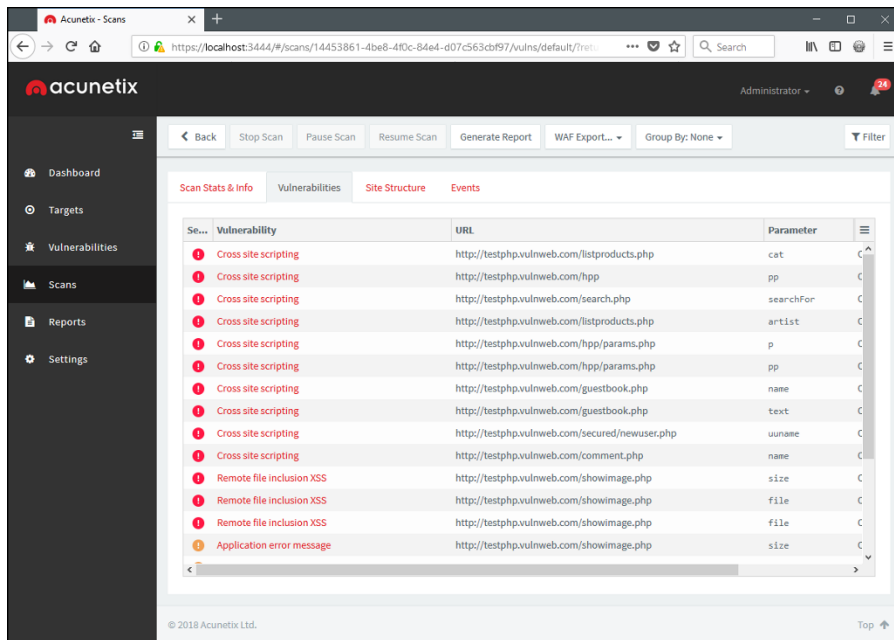 Acunetix - Scans
https://localhost:3444/#/scans/14453861-4be8-4f0c-84e4-d07c563cbf97/vulns/default/?retu
Search
acunetix
Administrator
24
Back Stop Scan Pause Scan Resume Scan Generate Report WAF Export... Group By: None Filter
Dashboard
Targets
Vulnerabilities
Scans
Reports
Settings
Scan Stats & Info Vulnerabilities Site Structure Events
Se... Vulnerability URL Parameter
Cross site scripting http://testphp.vulnweb.com/listproducts.php cat
Cross site scripting http://testphp.vulnweb.com/hpp pp
Cross site scripting http://testphp.vulnweb.com/search.php searchFor
Cross site scripting http://testphp.vulnweb.com/listproducts.php artist
Cross site scripting http://testphp.vulnweb.com/hpp/params.php p
Cross site scripting http://testphp.vulnweb.com/hpp/params.php pp
Cross site scripting http://testphp.vulnweb.com/guestbook.php name
Cross site scripting http://testphp.vulnweb.com/guestbook.php text
Cross site scripting http://testphp.vulnweb.com/secured/newuser.php uuname
Cross site scripting http://testphp.vulnweb.com/comment.php name
Remote file inclusion XSS http://testphp.vulnweb.com/showimage.php size
Remote file inclusion XSS http://testphp.vulnweb.com/showimage.php file
Remote file inclusion XSS http://testphp.vulnweb.com/showimage.php file
Application error message http://testphp.vulnweb.com/showimage.php size
© 2018 Acunetix Ltd. Top